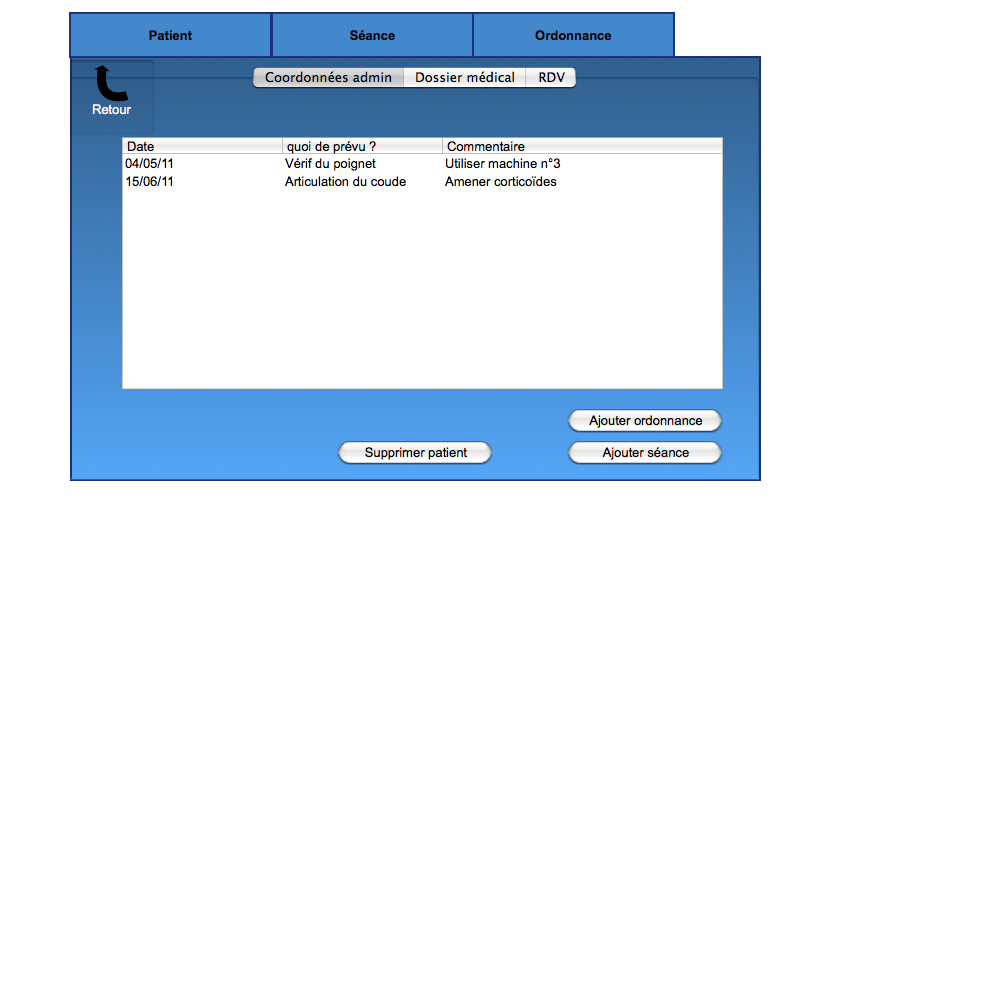 Patient Séance Ordonnance
Coordonnées admin Dossier médical RDV
Retour
Date quoi de prévu ? Commentaire
04/05/11 Vérif du poignet Utiliser machine n°3
15/06/11 Articulation du coude Amener corticoïdes
Ajouter ordonnance
Supprimer patient Ajouter séance